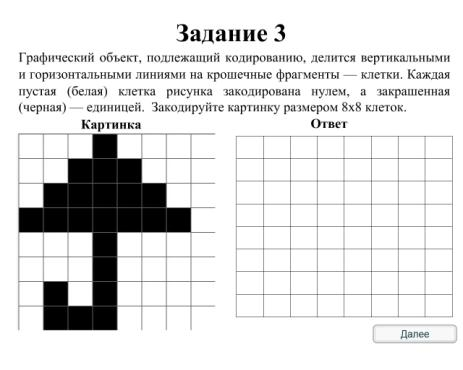 Задание 3
Графический объект, подлежащий кодированию, делится вертикальными
и горизонтальными линиями на крошечные фрагменты — клетки. Каждая
пустая (белая) клетка рисунка закодирована нулем, а закрашенная
(черная) — единицей. Закодируйте картинку размером 8х8 клеток.
Картинка Ответ
Далее